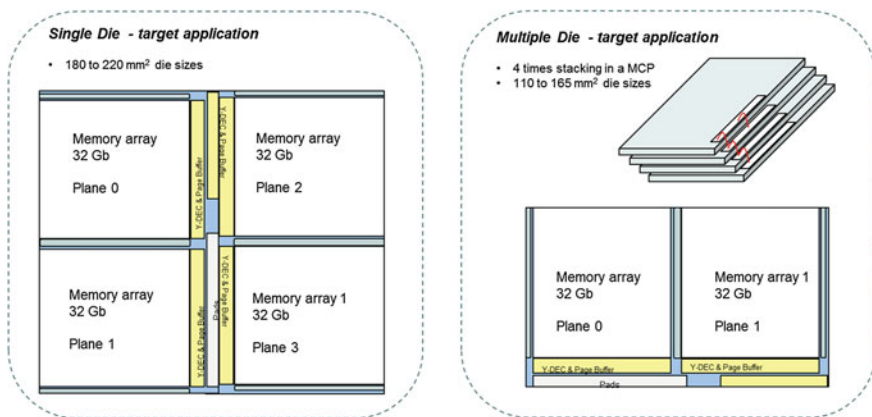 Single Die - target application
• 180 to 220 mm² die sizes
Memory array
32 Gb
Plane 0
Y-DEC & Page Buffer
Y-DEC & Page Buffer
Memory array
32 Gb
Plane 2
Memory array
32 Gb
Plane 1
Y-DEC & Page Buffer
Pads
Y-DEC & Page Buffer
Memory array 1
32 Gb
Plane 3
Multiple Die - target application
• 4 times stacking in a MCP
• 110 to 165 mm² die sizes
Memory array
32 Gb
Plane 0
Memory array 1
32 Gb
Plane 1
Y-DEC & Page Buffer
Y-DEC & Page Buffer
Pads